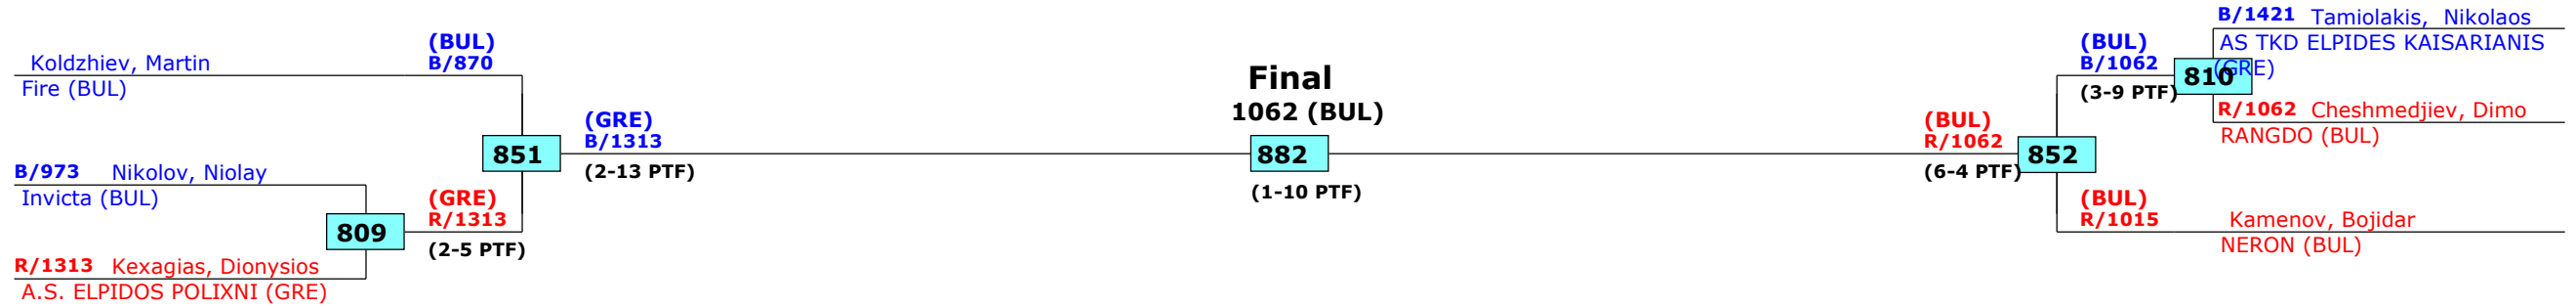 Koldzhiev, Martin
Fire (BUL)
(BUL)
B/870
B/973 Nikolov, Niolay
Invicta (BUL)
809
R/1313 Kexagias, Dionysios
A.S. ELPIDOS POLIXNI (GRE)
(GRE)
R/1313
(2-5 PTF)
851
(GRE)
B/1313
(2-13 PTF)
Final
1062 (BUL)
882
(1-10 PTF)
(BUL)
R/1062
(6-4 PTF)
852
(BUL)
B/1062
(3-9 PTF)
810
B/1421 Tamiolakis, Nikolaos
AS TKD ELPIDES KAISARIANIS
(GRE)
R/1062 Cheshmedjiev, Dimo
RANGDO (BUL)
(BUL)
R/1015
Kamenov, Bojidar
NERON (BUL)